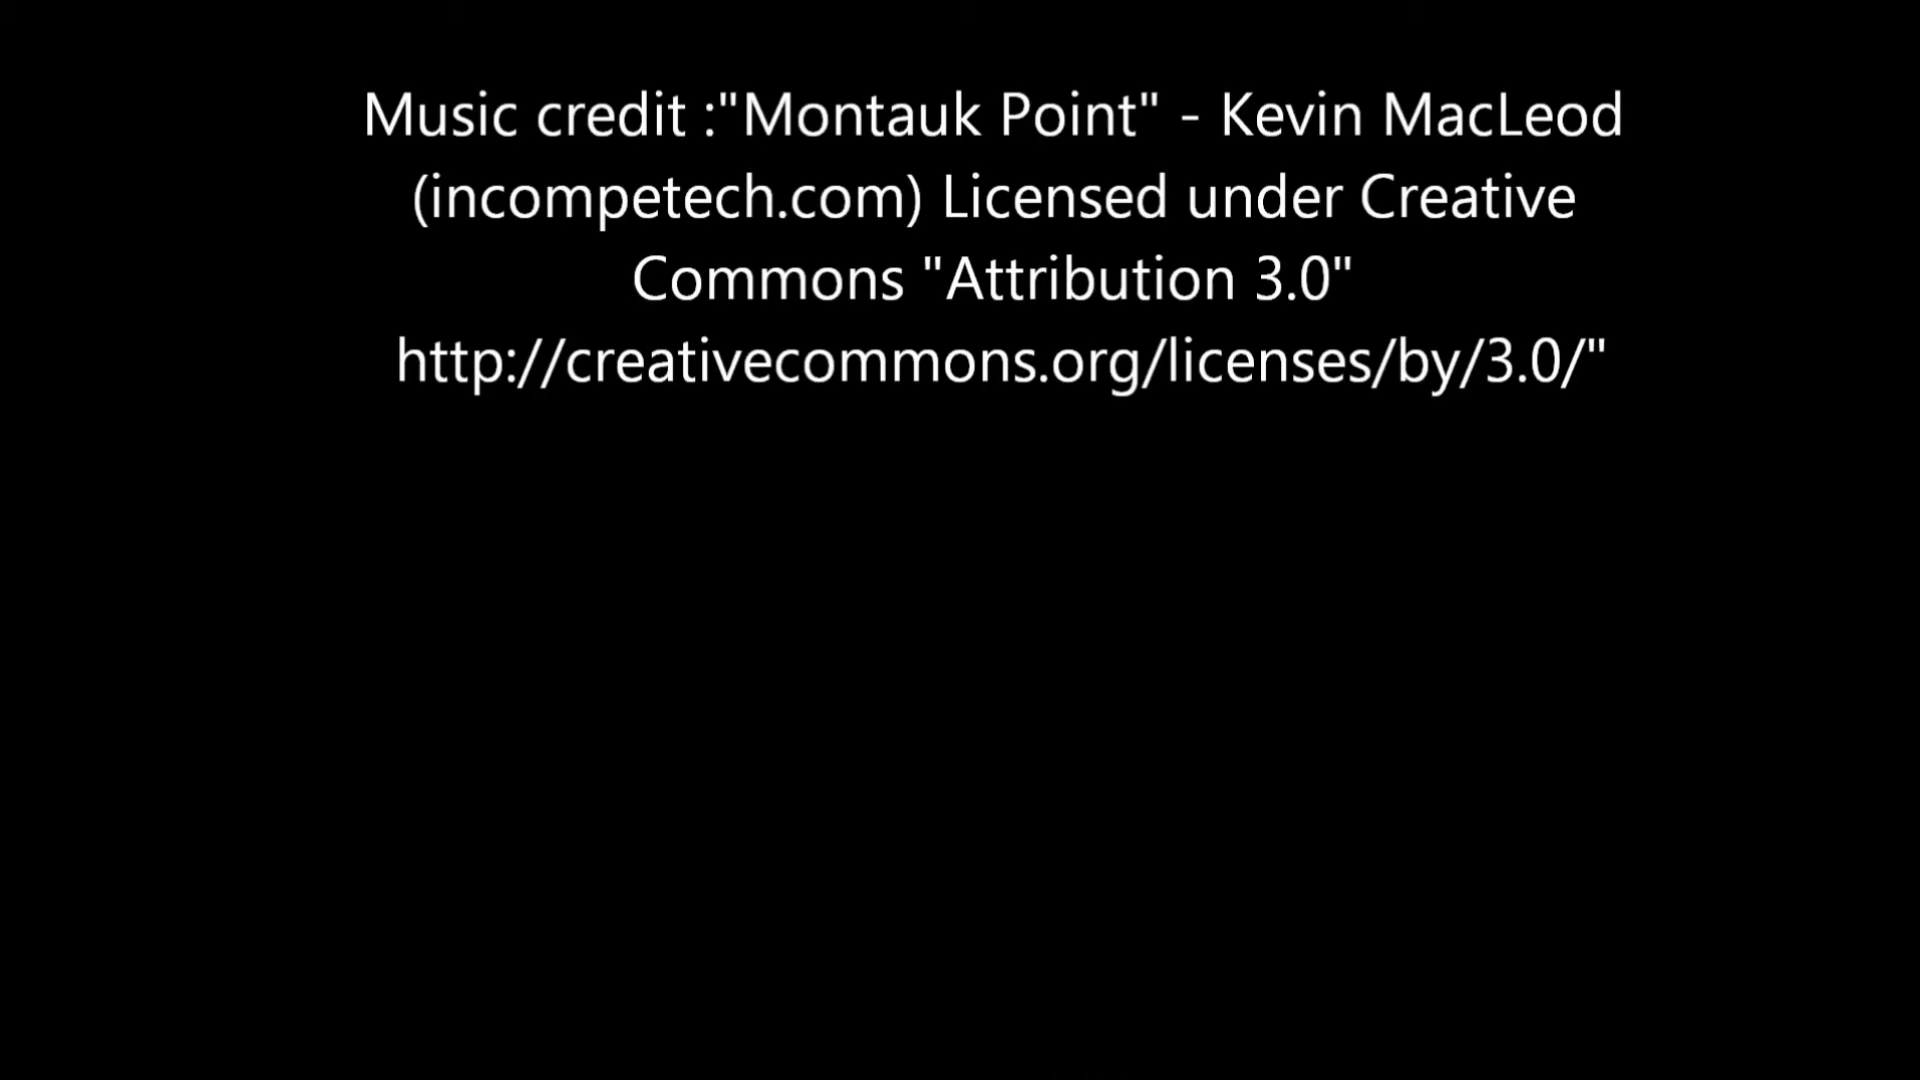 Music credit :"Montauk Point" - Kevin MacLeod
(incompetech.com) Licensed under Creative
Commons "Attribution 3.0"
http://creativecommons.org/licenses/by/3.0/"